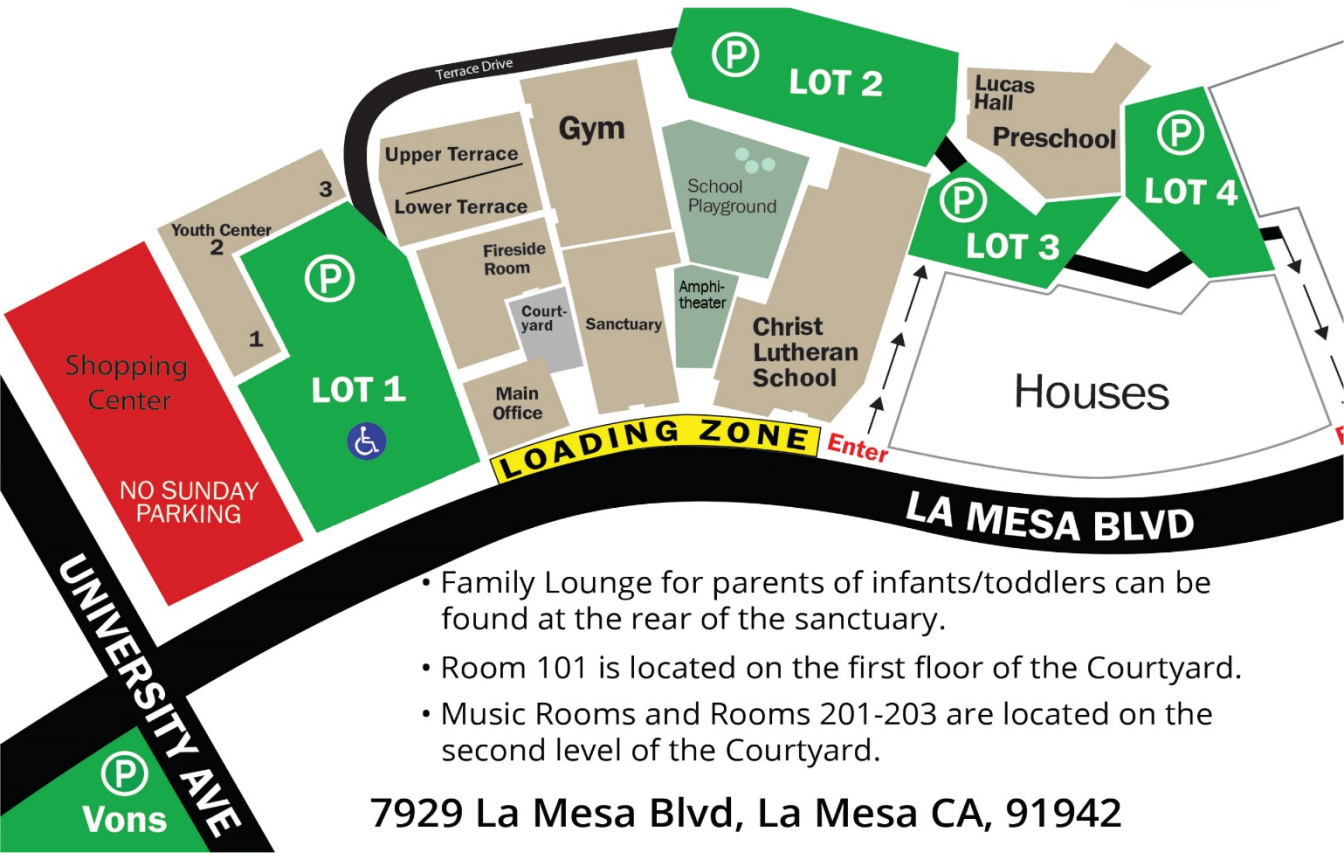 Terrace Drive
P
LOT 2
Lucas
Hall
Preschool
P
LOT 4
Gym
Upper Terrace
Lower Terrace
School
Playground
3
Youth Center
2
1
P
LOT 1
P
LOT 3
Fireside
Room
Court-
yard
Sanctuary
Amphi-
theater
Christ
Lutheran
School
Main
Office
Shopping
Center
NO SUNDAY
PARKING
Houses
LOADING ZONE
Enter
LA MESA BLVD
UNIVERSITY AVE
P
Vons
• Family Lounge for parents of infants/toddlers can be
found at the rear of the sanctuary.
• Room 101 is located on the first floor of the Courtyard.
• Music Rooms and Rooms 201-203 are located on the
second level of the Courtyard.
7929 La Mesa Blvd, La Mesa CA, 91942